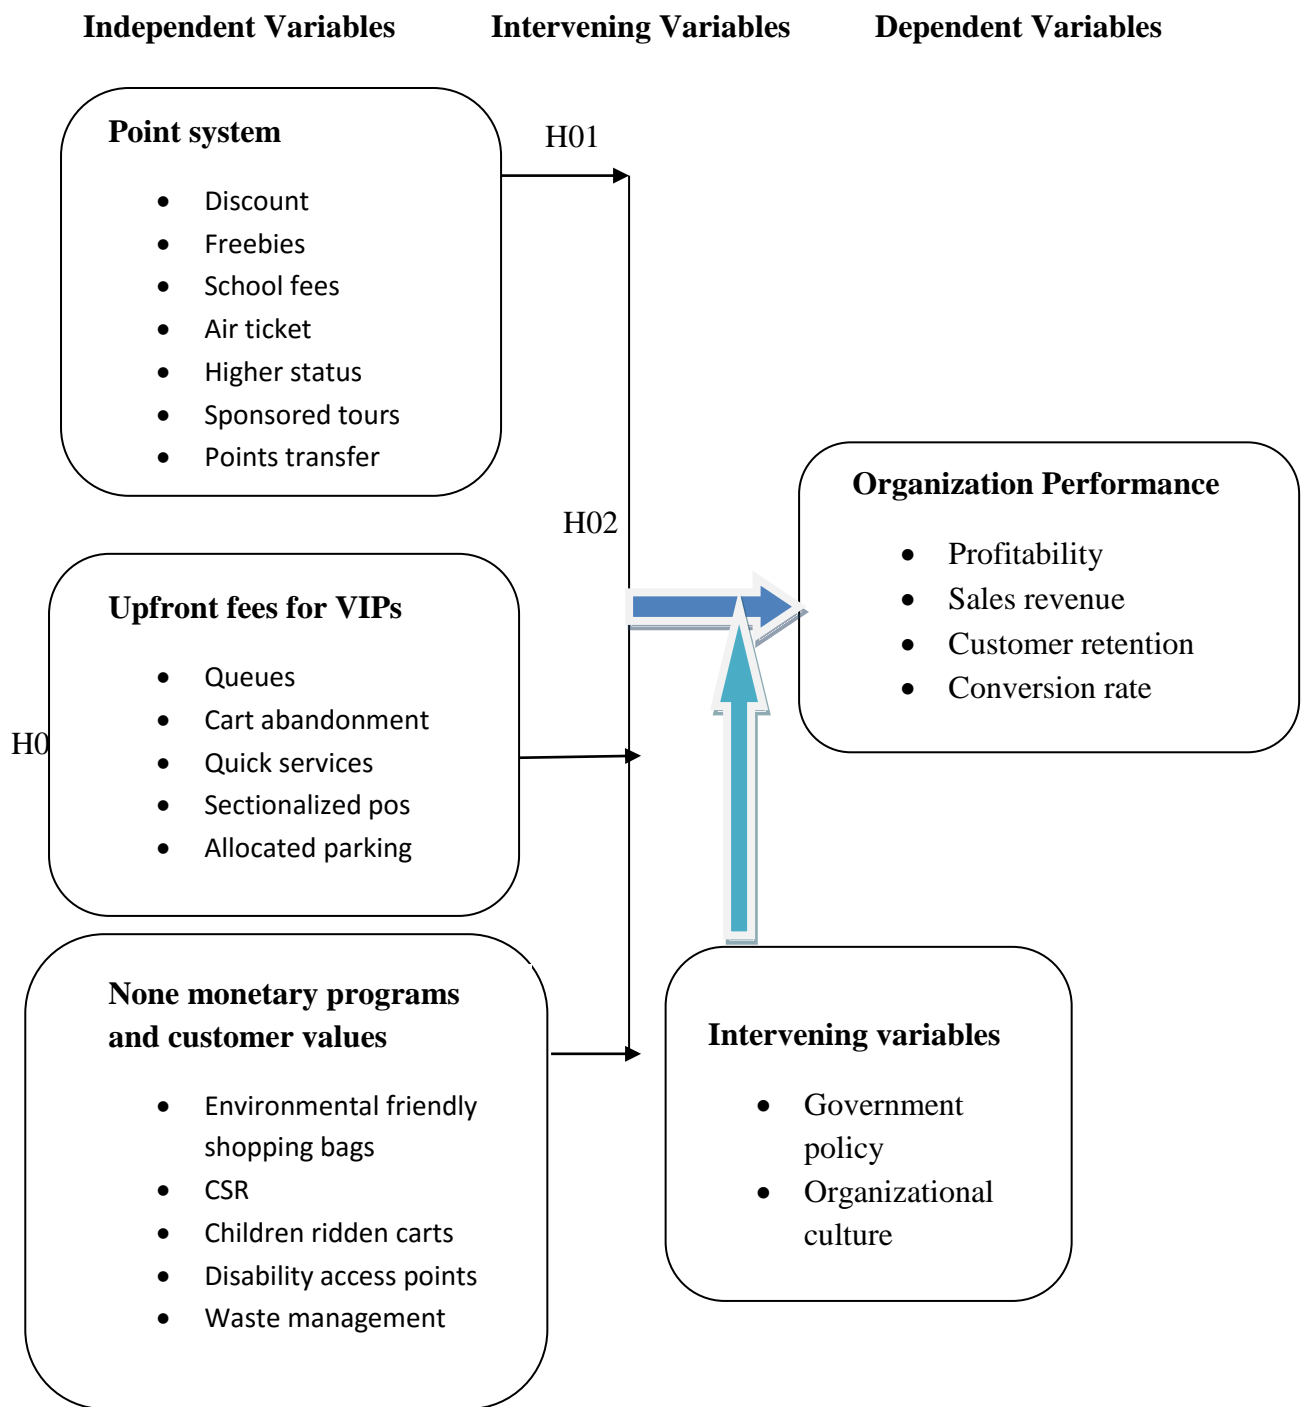 Independent Variables Intervening Variables Dependent Variables
Point system
• Discount
• Freebies
• School fees
• Air ticket
• Higher status
• Sponsored tours
• Points transfer
H01
H02
Upfront fees for VIPs
• Queues
• Cart abandonment
• Quick services
• Sectionalized pos
• Allocated parking
H0
None monetary programs
and customer values
• Environmental friendly
shopping bags
• CSR
• Children ridden carts
• Disability access points
• Waste management
Organization Performance
• Profitability
• Sales revenue
• Customer retention
• Conversion rate
Intervening variables
• Government
policy
• Organizational
culture